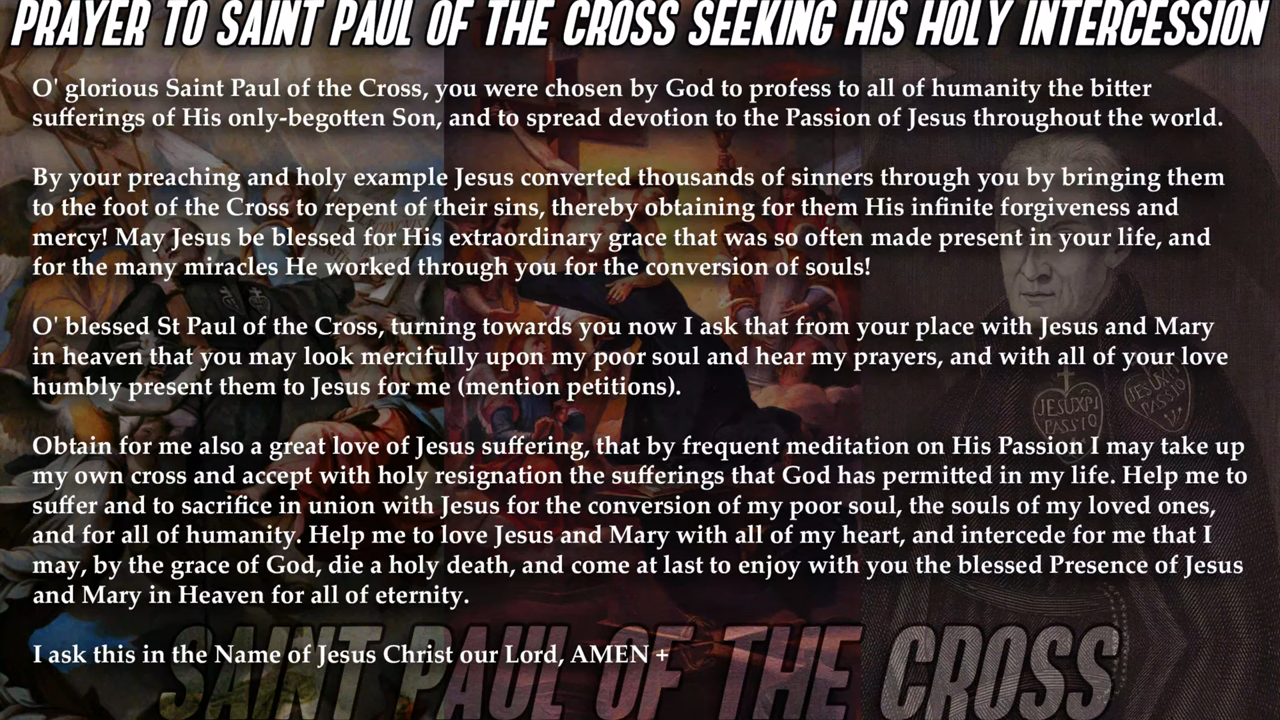 PRAYER TO SAINT PAUL OF THE CROSS SEEKING HIS HOLY INTERCESSION
O' glorious Saint Paul of the Cross, you were chosen by God to profess to all of humanity the bitter
sufferings of His only-begotten Son, and to spread devotion to the Passion of Jesus throughout the world.
By your preaching and holy example Jesus converted thousands of sinners through you by bringing them
to the foot of the Cross to repent of their sins, thereby obtaining for them His infinite forgiveness and
mercy! May Jesus be blessed for His extraordinary grace that was so often made present in your life, and
for the many miracles He worked through you for the conversion of souls!
O' blessed St Paul of the Cross, turning towards you now I ask that from your place with Jesus and Mary
in heaven that you may look mercifully upon my poor soul and hear my prayers, and with all of your love
humbly present them to Jesus for me (mention petitions).
JESU XPI
PASSIO
JESU XPI
PASSIO
Obtain for me also a great love of Jesus suffering, that by frequent meditation on His Passion I may take up
my own cross and accept with holy resignation the sufferings that God has permitted in my life. Help me to
suffer and to sacrifice in union with Jesus for the conversion of my poor soul, the souls of my loved ones,
and for all of humanity. Help me to love Jesus and Mary with all of my heart, and intercede for me that I
may, by the grace of God, die a holy death, and come at last to enjoy with you the blessed Presence of Jesus
and Mary in Heaven for all of eternity.
I ask this in the Name of Jesus Christ our Lord, AMEN +
SAINT PAUL OF THE CROSS